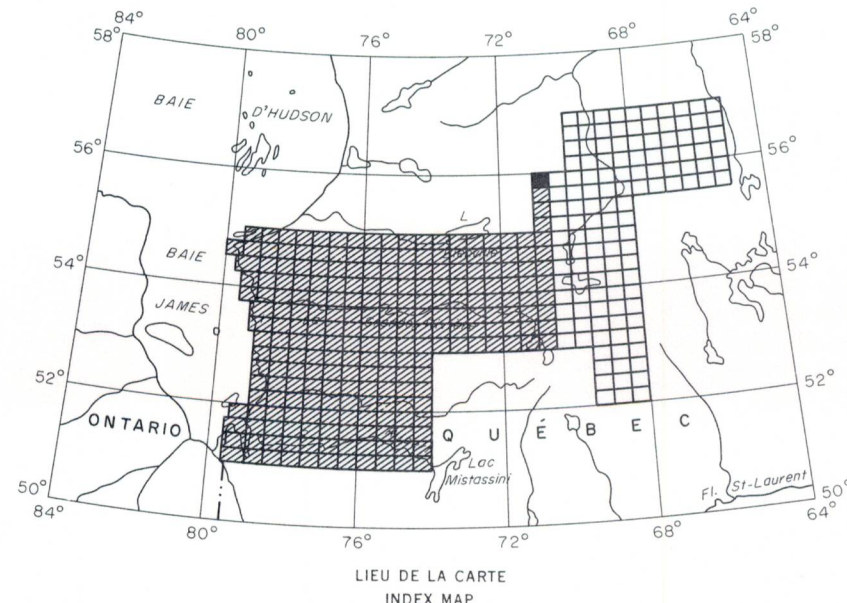 84°
80°
76°
72°
68°
64°
58°
58°
BAIE
D'HUDSON
56°
56°
L
BAIE
54°
54°
JAMES
52°
52°
ONTARIO
QUÉBEC
Lac
Mistassini
Fl. St-Laurent
50°
50°
84°
80°
76°
72°
68°
64°
LIEU DE LA CARTE
INDEX MAP